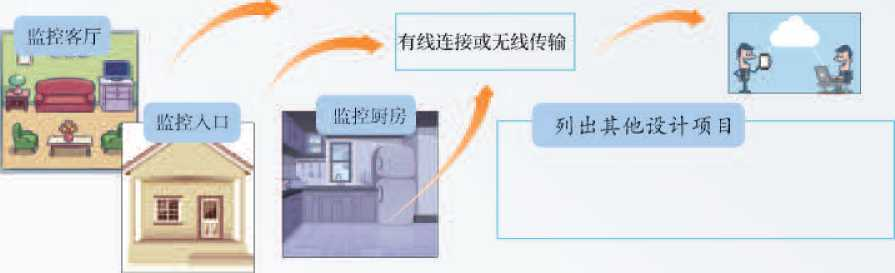 监控客厅
有线连接或无线传输
监控入口
监控厨房
列出其他设计项目